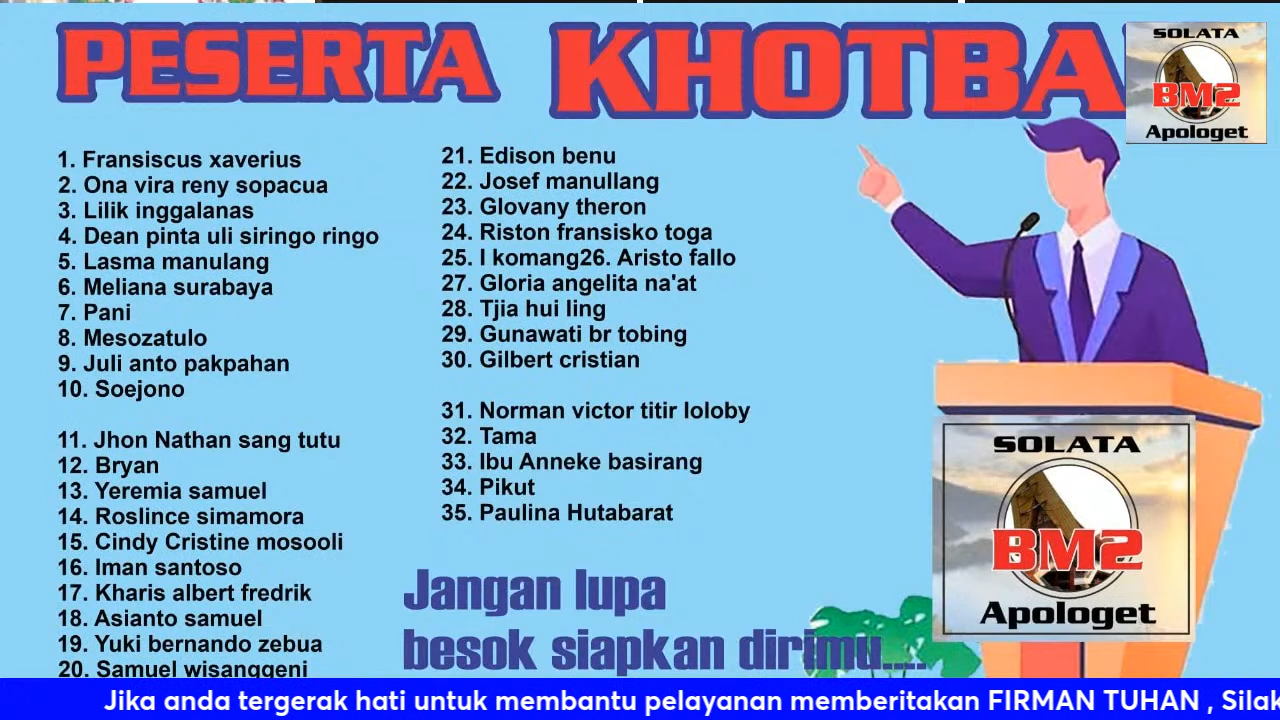 PESERTA KHOTBA
SOLATA
BM2
Apologet
1. Fransiscus xaverius
2. Ona vira reny sopacua
3. Lilik inggalanas
4. Dean pinta uli siringo ringo
5. Lasma manulang
6. Meliana surabaya
7. Pani
8. Mesozatulo
9. Juli anto pakpahan
10. Soejono
11. Jhon Nathan sang tutu
12. Bryan
13. Yeremia samuel
14. Roslince simamora
15. Cindy Cristine mosooli
16. Iman santoso
17. Kharis albert fredrik
18. Asianto samuel
19. Yuki bernando zebua
20. Samuel wisanggeni
21. Edison benu
22. Josef manullang
23. Glovany theron
24. Riston fransisko toga
25. I komang26. Aristo fallo
27. Gloria angelita na'at
28. Tjia hui ling
29. Gunawati br tobing
30. Gilbert cristian
31. Norman victor titir loloby
32. Tama
33. Ibu Anneke basirang
34. Pikut
35. Paulina Hutabarat
SOLATA
BM2
Apologet
Jangan lupa
besok siapkan dirimu....
Jika anda tergerak hati untuk membantu pelayanan memberitakan FIRMAN TUHAN , Silak